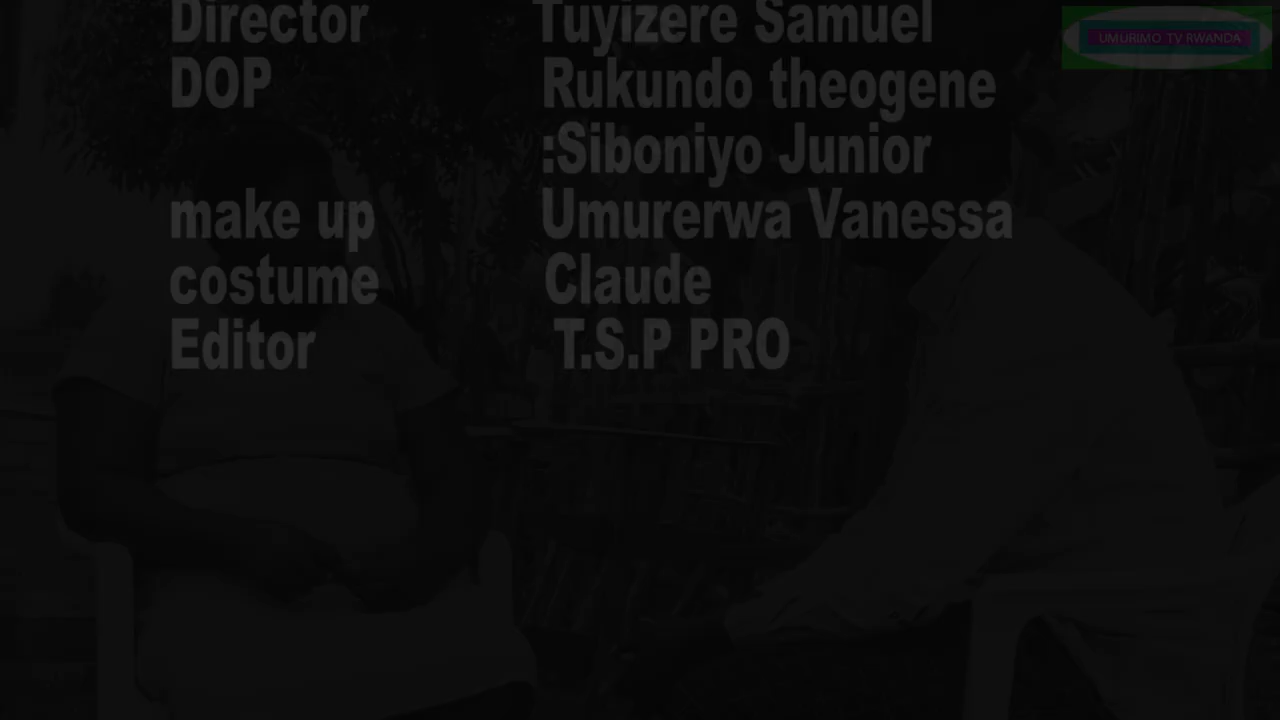 Director Tuyizere Samuel
UMURIMO TV RWANDA
DOP Rukundo theogene
:Siboniyo Junior
make up Umurerwa Vanessa
costume Claude
Editor T.S.P PRO